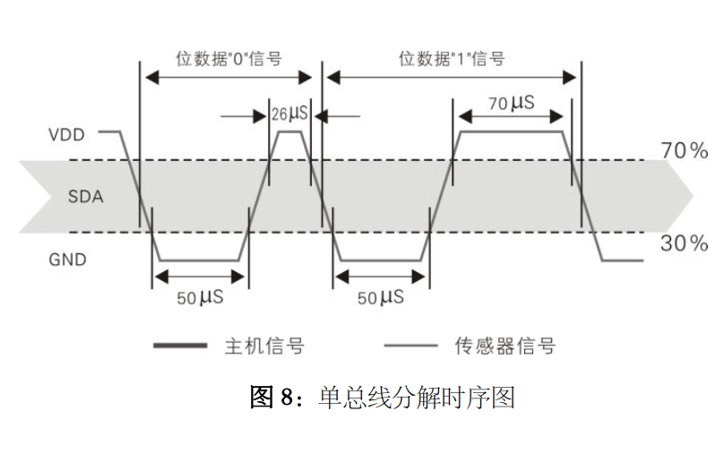 位数据"0"信号 位数据"1"信号
26μS 70μS
VDD
70%
SDA
30%
GND
50μS 50μS
主机信号 传感器信号
图 8：单总线分解时序图